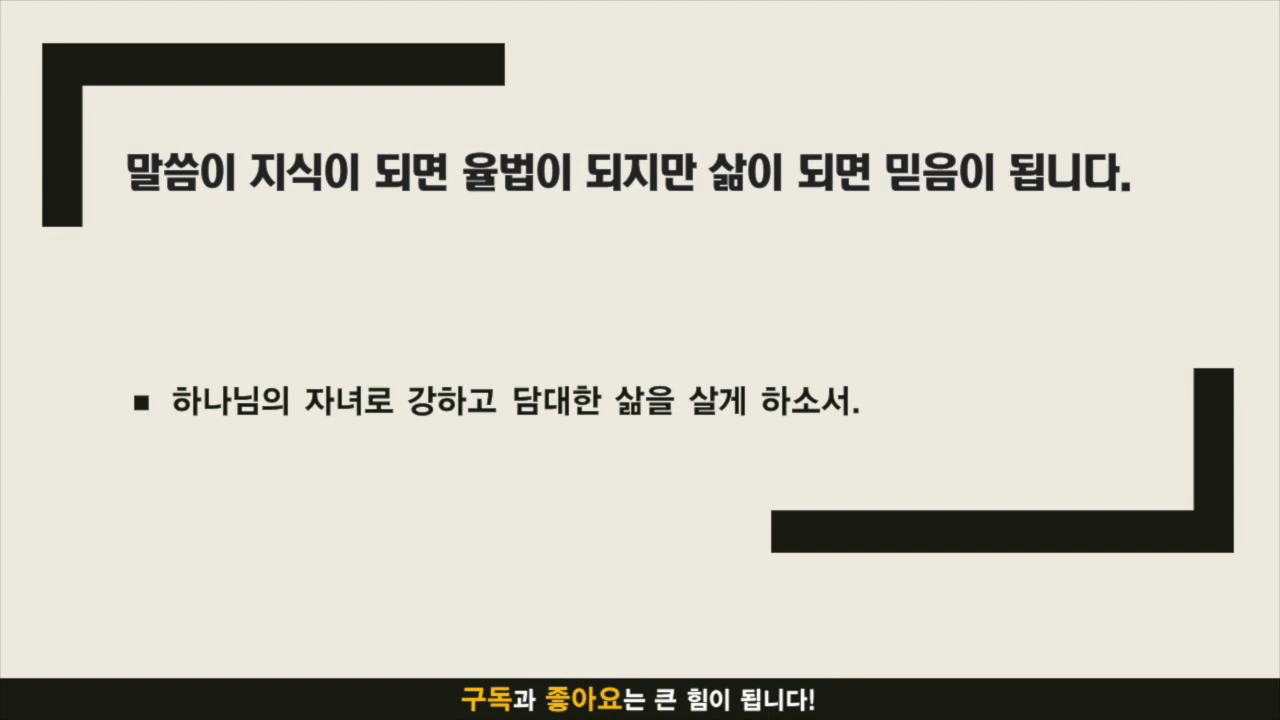 말씀이 지식이 되면 율법이 되지만 삶이 되면 믿음이 됩니다.
■ 하나님의 자녀로 강하고 담대한 삶을 살게 하소서.
구독과 좋아요는 큰 힘이 됩니다!